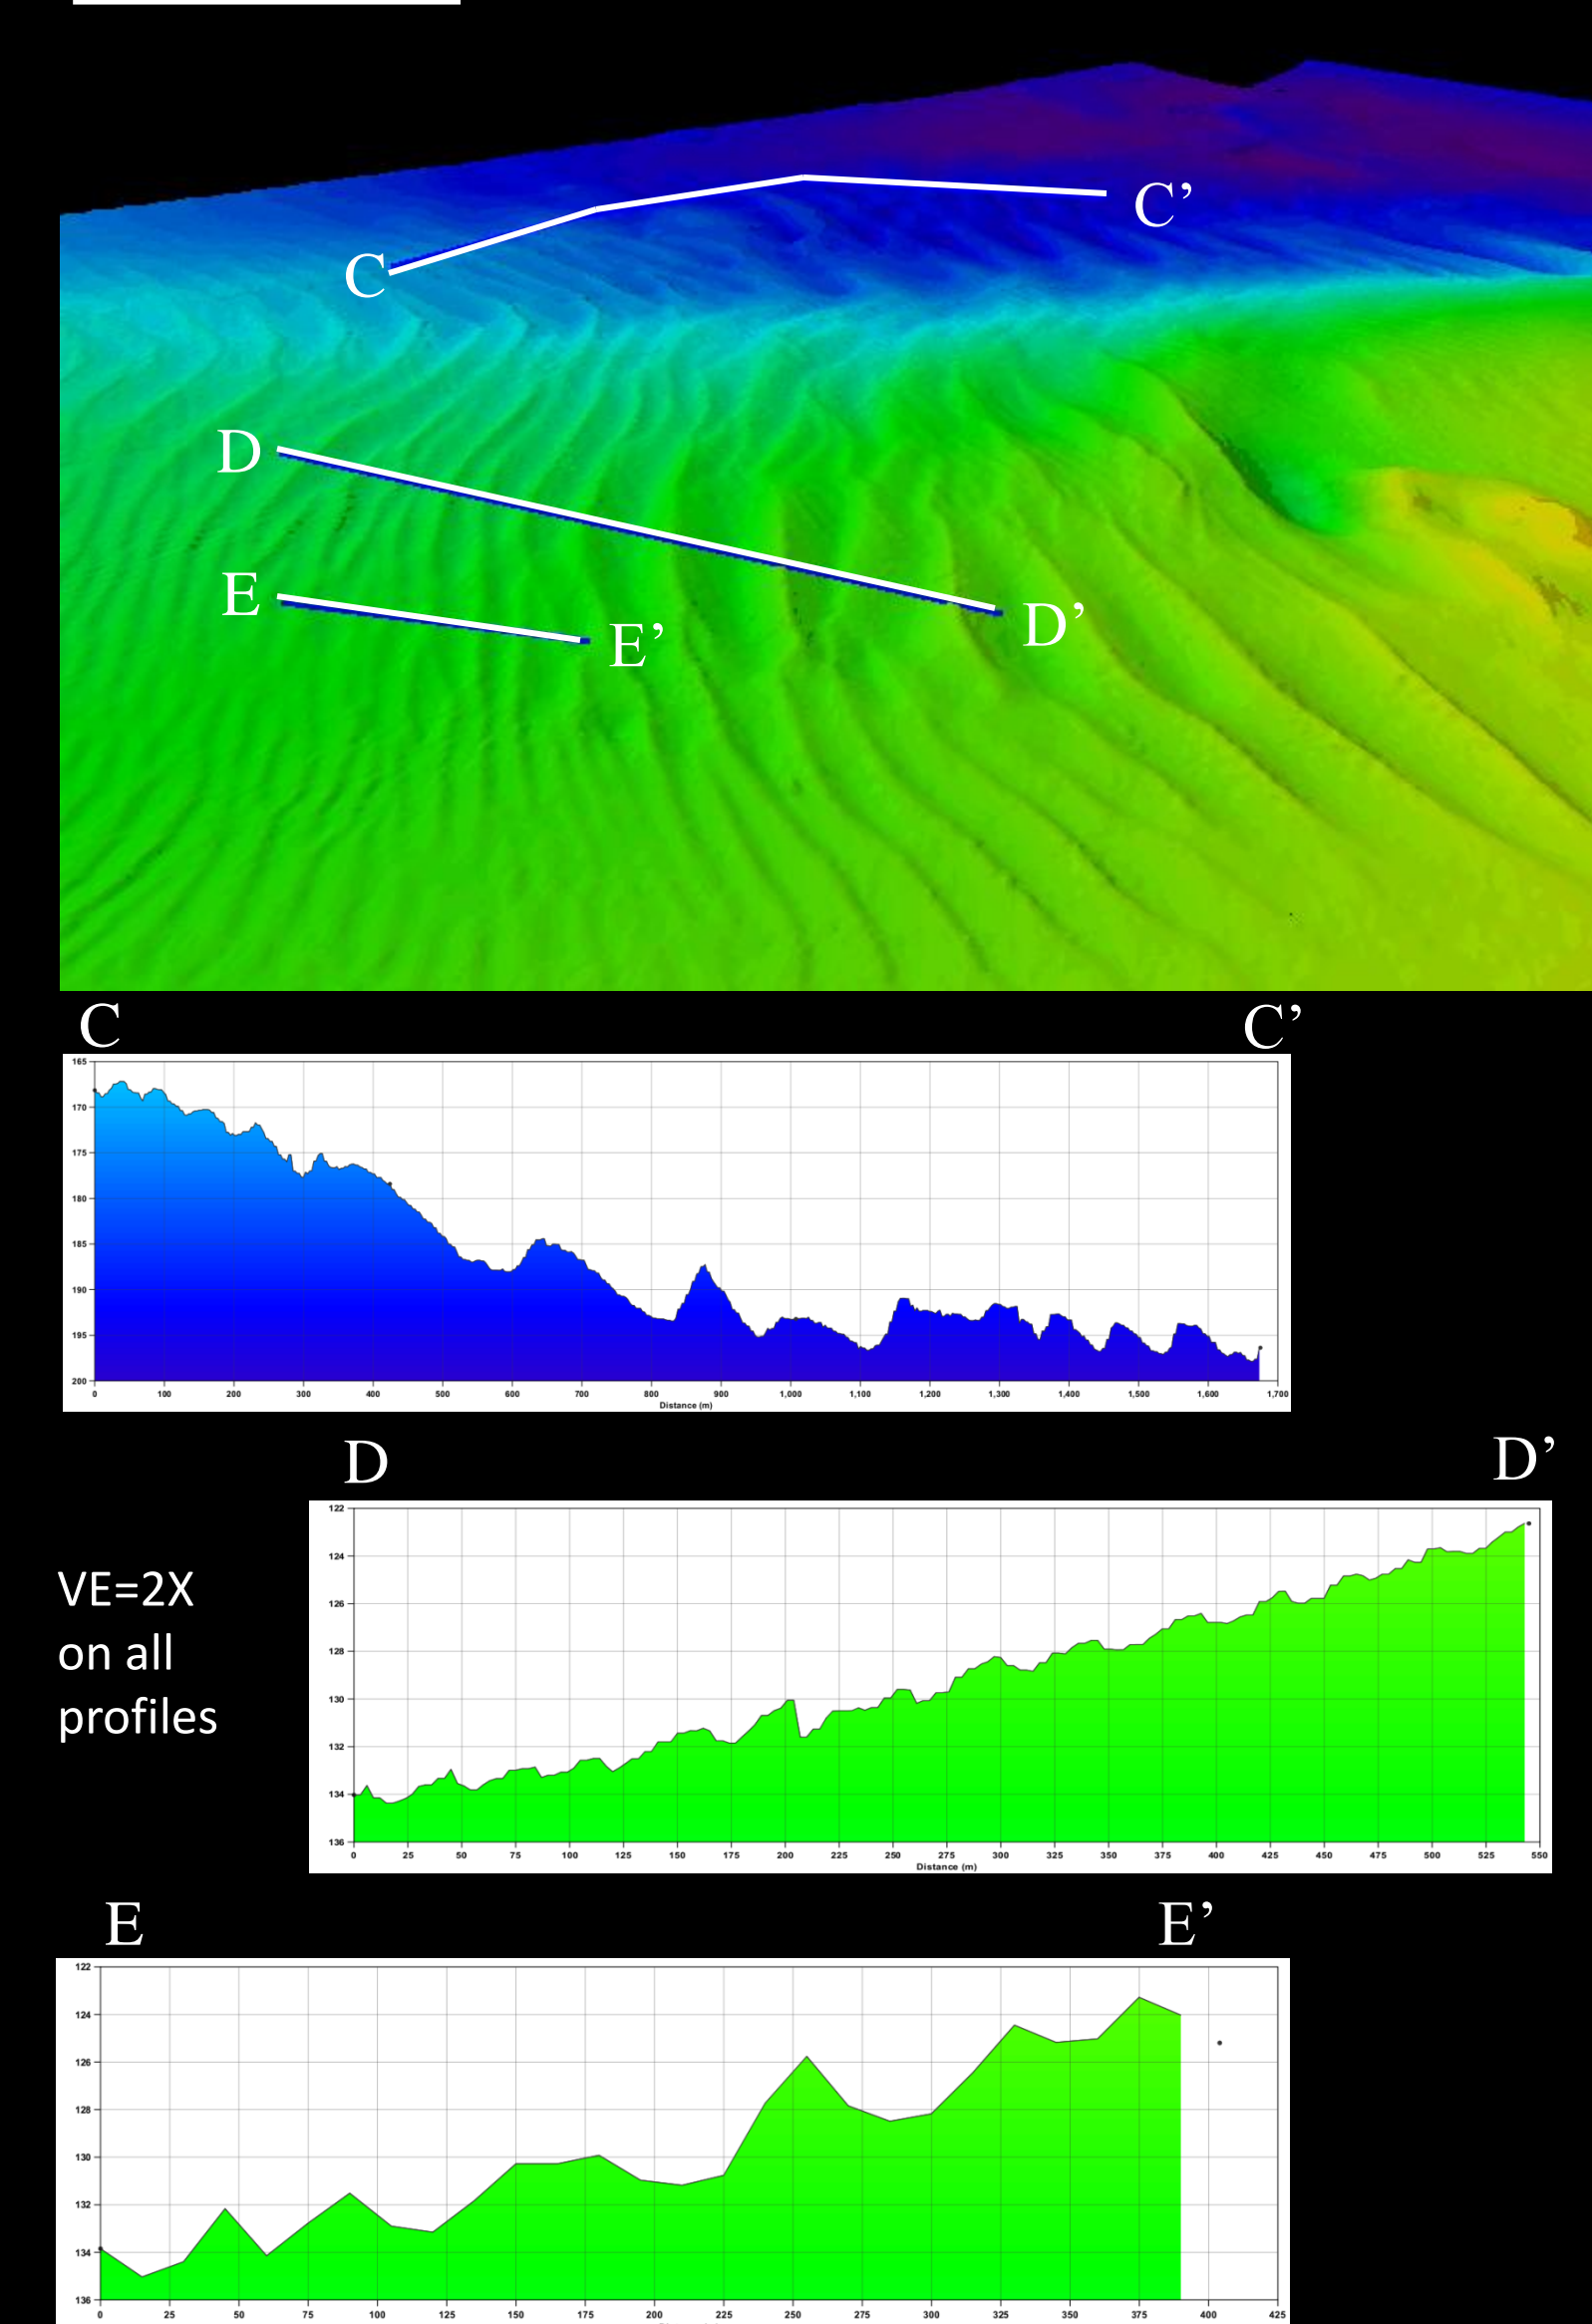 C’
C
D
E
D’
E’
C
C’
165
170
175
180
185
190
195
200
0 100 200 300 400 500 600 700 800 900 1,000 1,100 1,200 1,300 1,400 1,500 1,600 1,700
Distance (m)
D
D’
VE=2X
on all
profiles
122
124
126
128
130
132
134
136
0 25 50 75 100 125 150 175 200 225 250 275 300 325 350 375 400 425 450 475 500 525 550
Distance (m)
E
E’
122
124
126
128
130
132
134
136
0 25 50 75 100 125 150 175 200 225 250 275 300 325 350 375 400 425